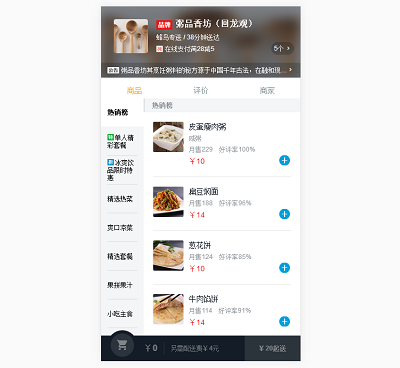 品牌 粥品香坊（回龙观）
蜂鸟专送 / 38分钟送达
减 在线支付满28减5
5个 >
公告 粥品香坊其烹饪粥料的秘方源于中国千年古法，在融和现... >
商品 评价 商家
热销榜
单人精彩套餐
冰爽饮品限时特惠
精选热菜
爽口凉菜
精选套餐
果拼果汁
小吃主食
热销榜
皮蛋瘦肉粥
咸粥
月售229 好评率100%
￥10
扁豆焖面
月售188 好评率96%
￥14
葱花饼
月售124 好评率85%
￥10
牛肉馅饼
月售114 好评率91%
￥14
￥0
另需配送费￥4元
￥20起送